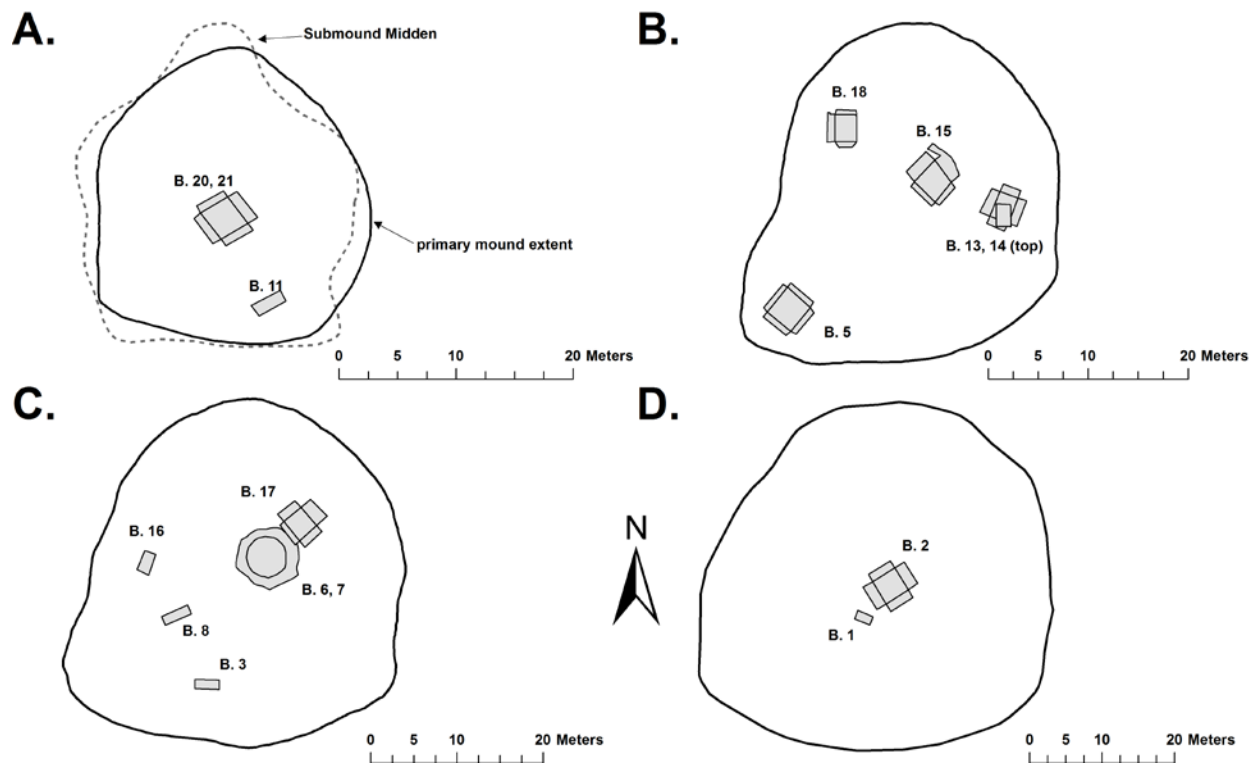 A.
Submound Midden
B. 20, 21
primary mound extent
B. 11
0 5 10 20 Meters
B.
B. 18
B. 15
B. 13, 14 (top)
B. 5
0 5 10 20 Meters
C.
B. 17
B. 16
B. 6, 7
B. 8
B. 3
0 5 10 20 Meters
N
D.
B. 2
B. 1
0 5 10 20 Meters